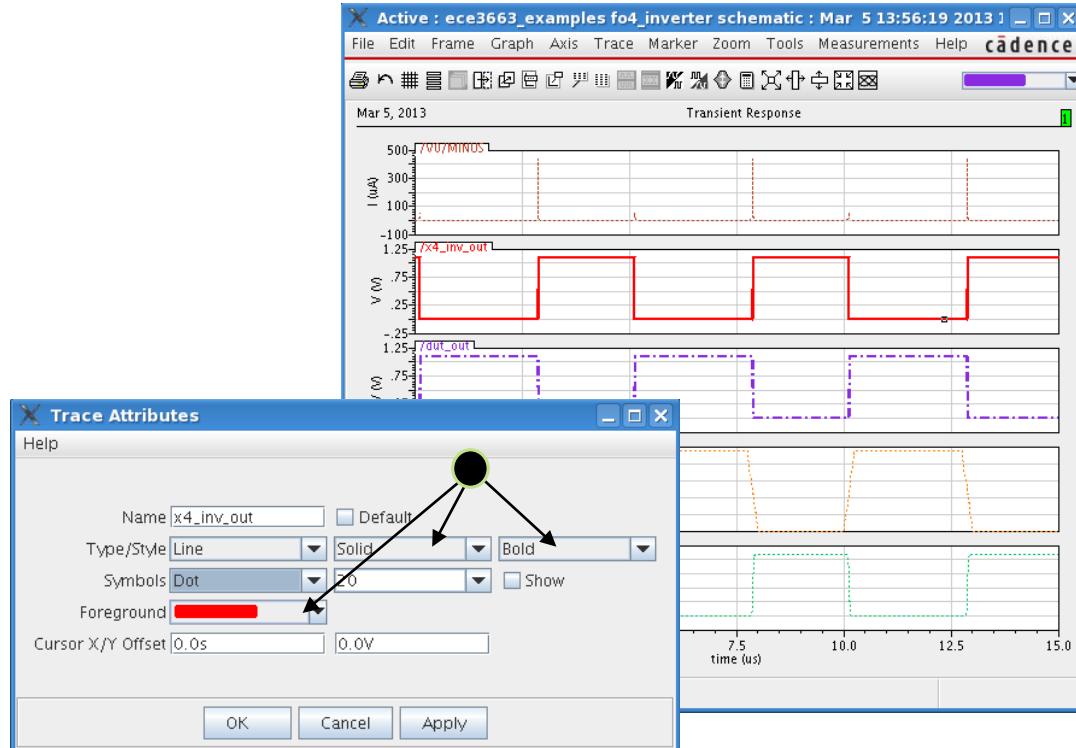 Active : ece3663_examples fo4_inverter schematic : Mar 5 13:56:19 2013
File Edit Frame Graph Axis Trace Marker Zoom Tools Measurements Help cādence
Mar 5, 2013 Transient Response 1
/V0/MINUS
500
300
100
-100
I (uA)
/x4_inv_out
1.25
.75
.25
-.25
V (V)
/dut_out
1.25
.75
(V)
7.5 10.0 12.5 15.0
time (us)
Trace Attributes
Help
Name x4_inv_out Default
Type/Style Line Solid Bold
Symbols Dot 20 Show
Foreground
Cursor X/Y Offset 0.0s 0.0V
OK Cancel Apply